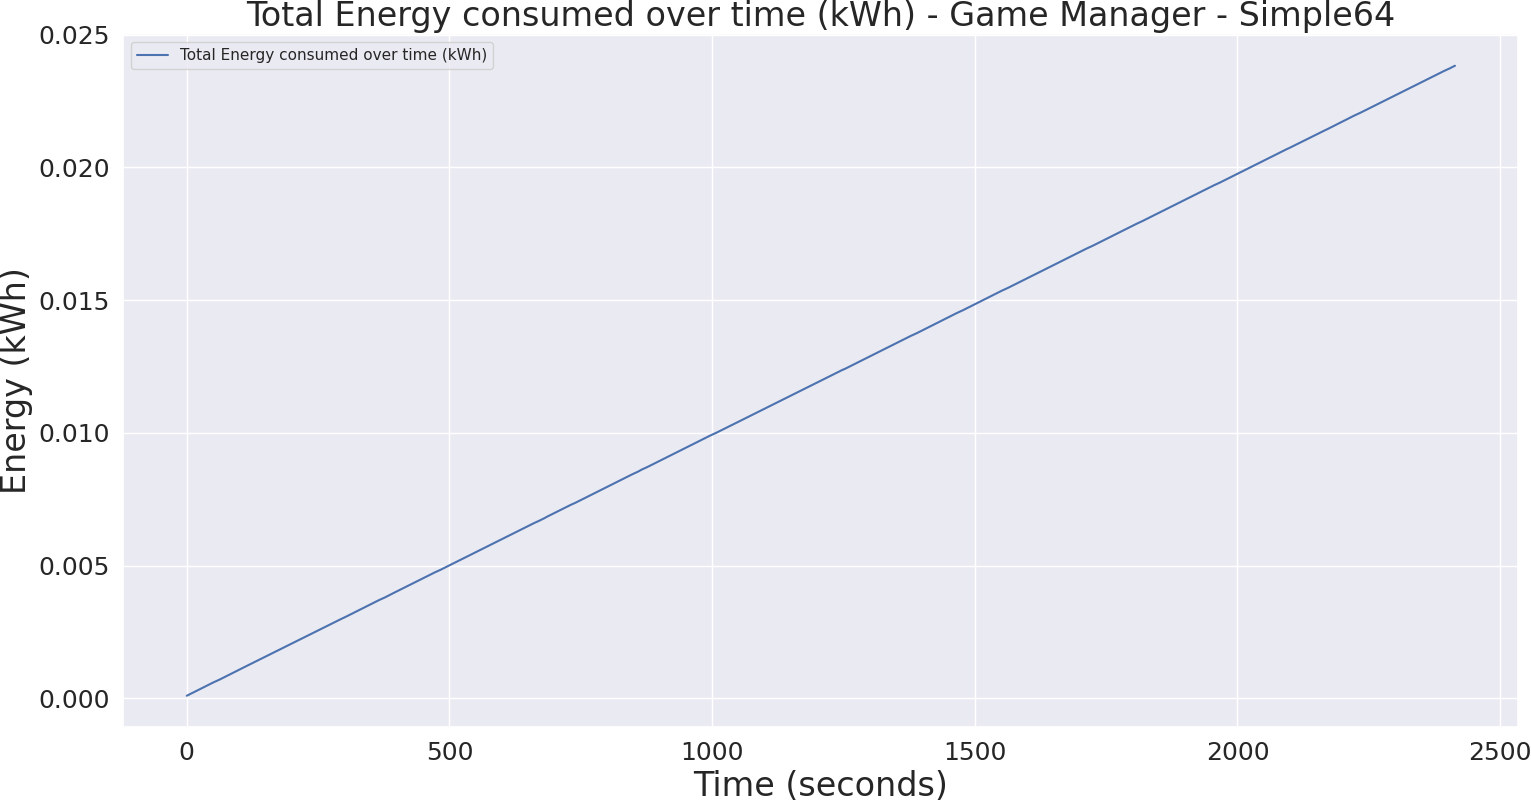 Total Energy consumed over time (kWh) - Game Manager - Simple64
Total Energy consumed over time (kWh)
Energy (kWh)
0.025
0.020
0.015
0.010
0.005
0.000
0 500 1000 1500 2000 2500
Time (seconds)